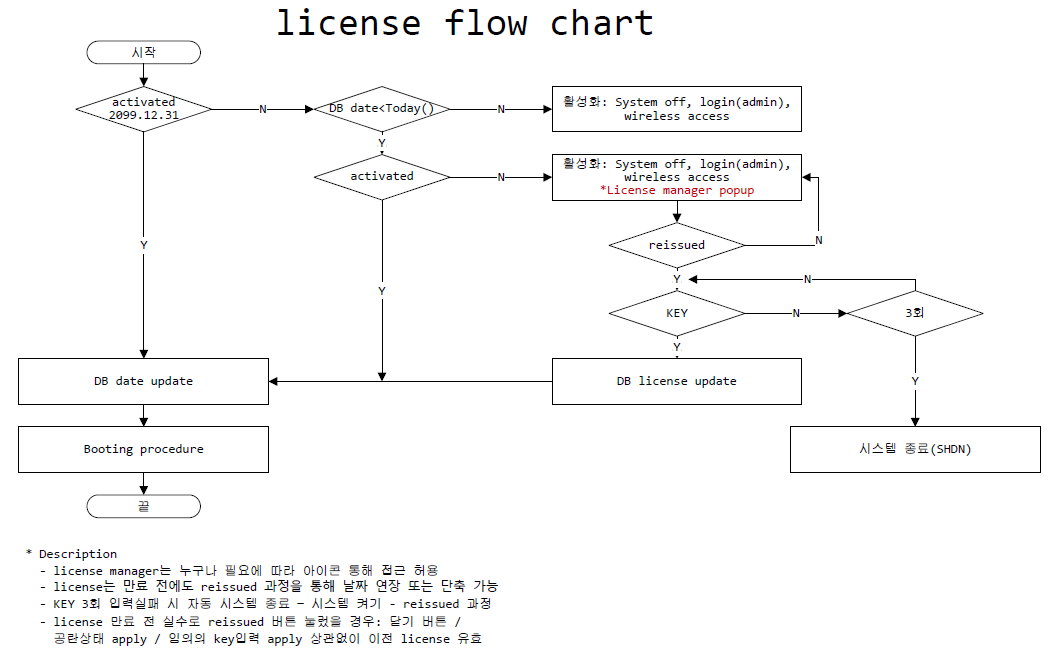 license flow chart
시작
activated
2099.12.31
N
DB date<Today()
N
활성화: System off, login(admin),
wireless access
Y
activated
N
활성화: System off, login(admin),
wireless access
*License manager popup
Y
reissued
N
Y
N
Y
KEY
N
3회
Y
DB date update
DB license update
Y
Booting procedure
시스템 종료(SHDN)
끝
* Description
- license manager는 누구나 필요에 따라 아이콘 통해 접근 허용
- license는 만료 전에도 reissued 과정을 통해 날짜 연장 또는 단축 가능
- KEY 3회 입력실패 시 자동 시스템 종료 – 시스템 켜기 - reissued 과정
- license 만료 전 실수로 reissued 버튼 눌렀을 경우: 닫기 버튼 /
공란상태 apply / 임의의 key입력 apply 상관없이 이전 license 유효